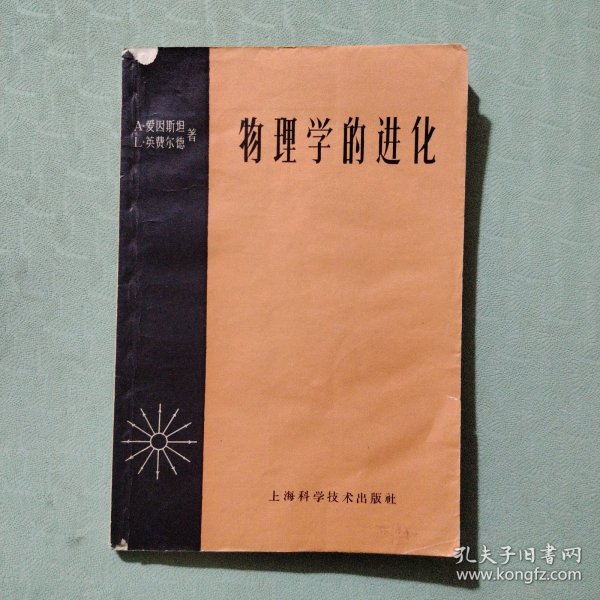 A·爱因斯坦
L·英费尔德
著
物理学的进化
上海科学技术出版社
孔夫子旧书网
www.kongfz.com